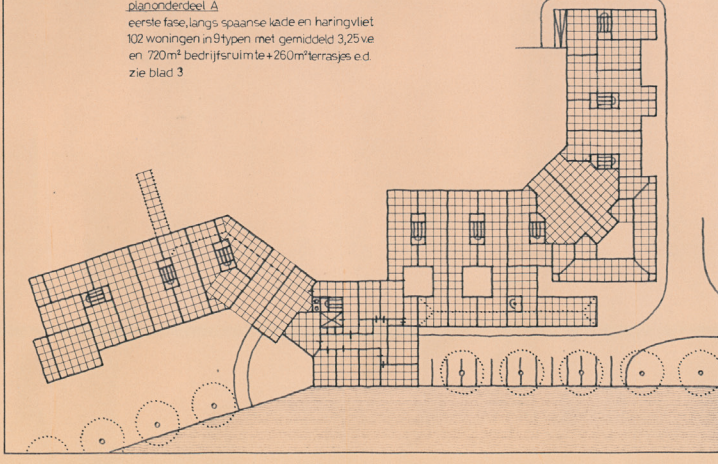 planonderdeel A
eerste fase, langs spaanse kade en haringvliet
102 woningen in 9 typen met gemiddeld 3,25 v.e
en 720m² bedrijfsruimte + 260m² terrasjes e.d.
zie blad 3